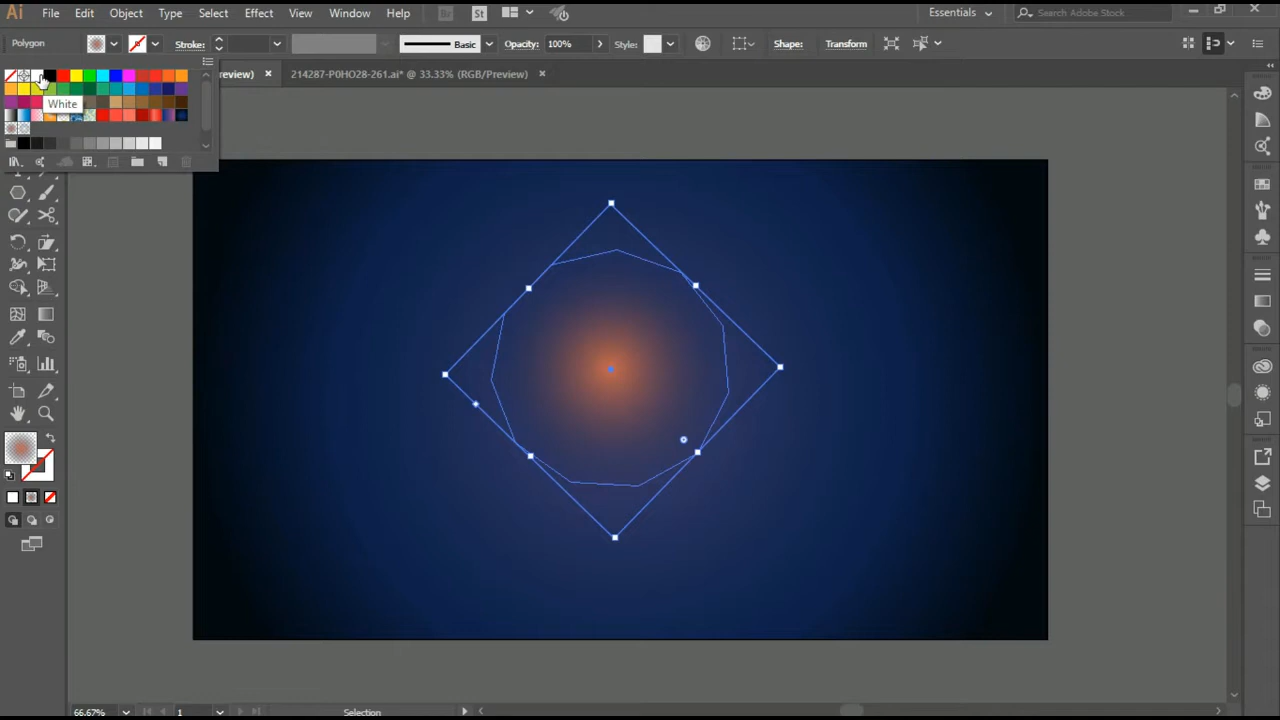 Ai File Edit Object Type Select Effect View Window Help Br St Essentials Search Adobe Stock
Polygon Stroke: Basic Opacity: 100% Style: Shape: Transform
review) × 214287-P0HO28-261.ai* @ 33.33% (RGB/Preview) ×
White
66.67% 1 Selection